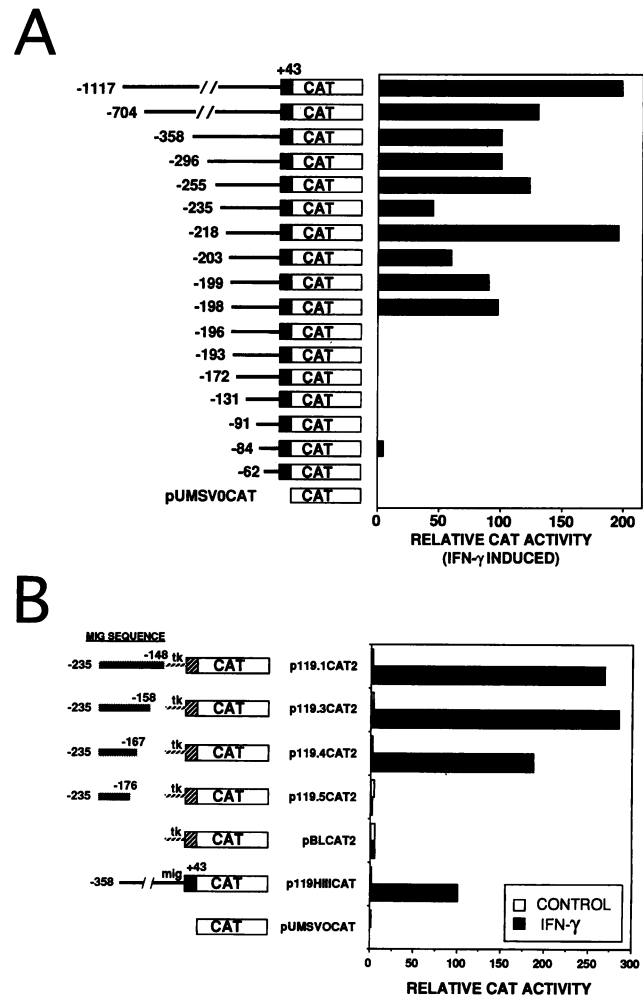 A
+43
-1117 CAT
-704 CAT
-358 CAT
-296 CAT
-255 CAT
-235 CAT
-218 CAT
-203 CAT
-199 CAT
-198 CAT
-196 CAT
-193 CAT
-172 CAT
-131 CAT
-91 CAT
-84 CAT
-62 CAT
pUMSV0CAT CAT
0 50 100 150 200
RELATIVE CAT ACTIVITY
(IFN-γ INDUCED)
B
MIG SEQUENCE
-235 -148 tk CAT p119.1CAT2
-235 -158 tk CAT p119.3CAT2
-235 -167 tk CAT p119.4CAT2
-235 -176 tk CAT p119.5CAT2
tk CAT pBLCAT2
-358 mig +43 CAT p119HIIICAT
CAT pUMSVOCAT
CONTROL
IFN-γ
0 50 100 150 200 250 300
RELATIVE CAT ACTIVITY